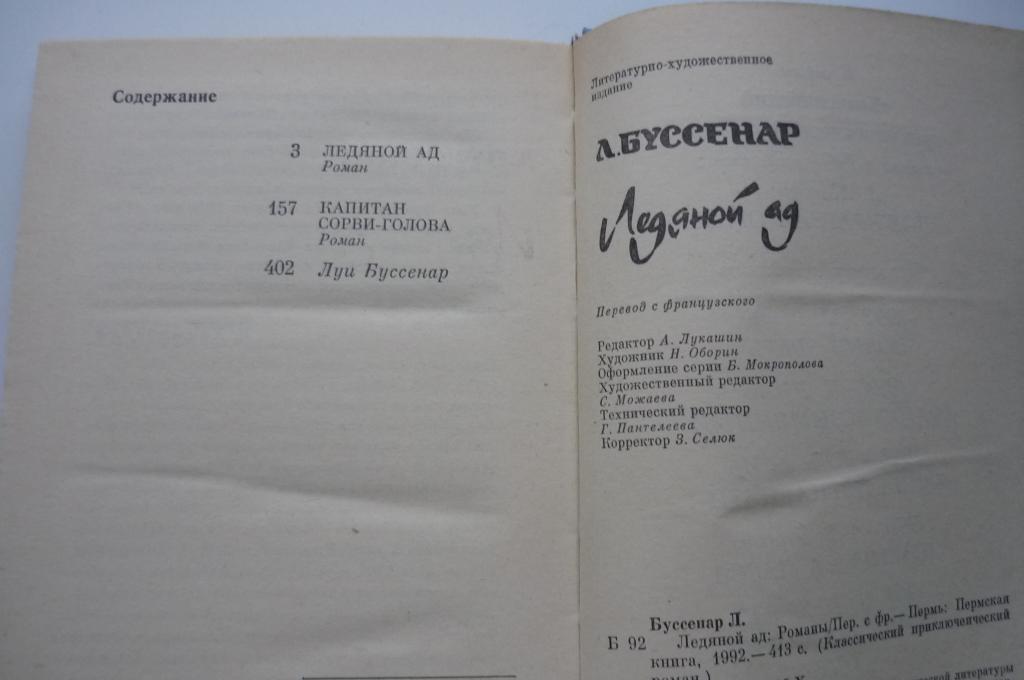 Содержание
3 ЛЕДЯНОЙ АД
Роман
157 КАПИТАН
СОРВИ-ГОЛОВА
Роман
402 Луи Буссенар
Литературно-художественное
издание
Л.БУССЕНАР
Ледяной ад
Перевод с французского
Редактор А. Лукашин
Художник Н. Оборин
Оформление серии Б. Мокрополова
Художественный редактор
С. Можаева
Технический редактор
Г. Пантелеева
Корректор З. Селюк
Буссенар Л.
Б 92 Ледяной ад: Романы/Пер. с фр.— Пермь: Пермская
книга, 1992.—413 с. (Классический приключенческий
роман.)
литературы